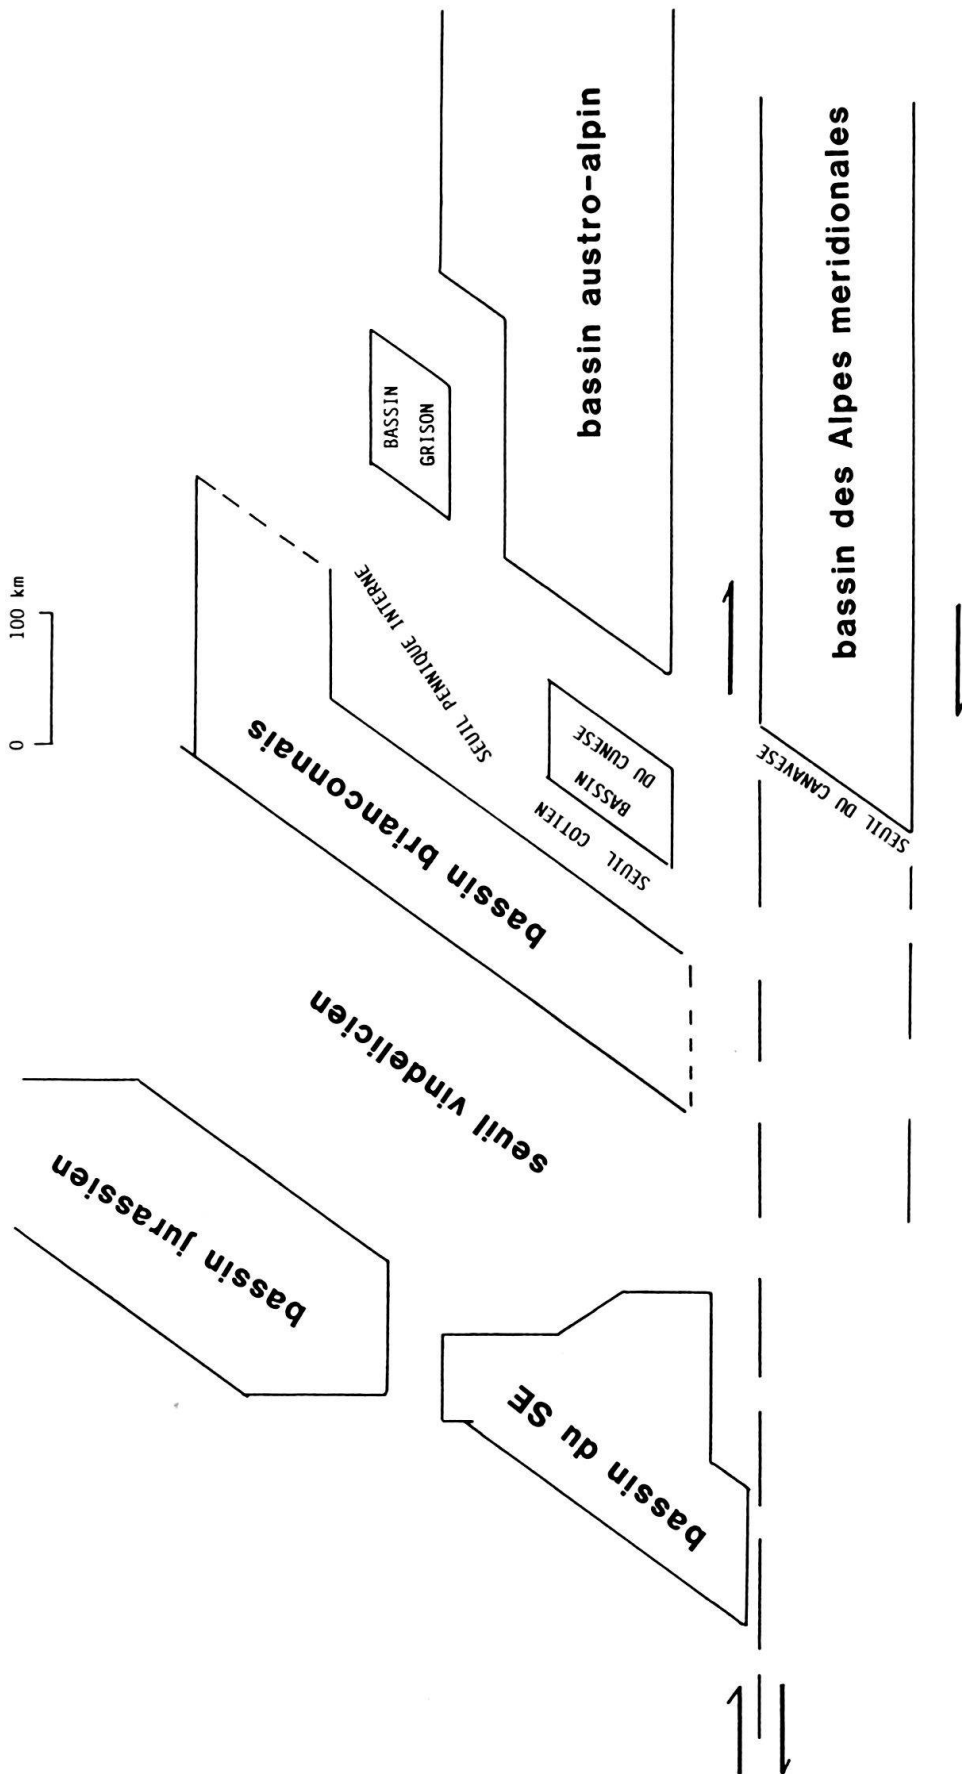 0 100 km
bassin jurassien
seuil vindelicien
bassin brianconnais
BASSIN
GRISON
SEUIL PENNIQUE INTERNE
bassin du SE
SEUIL COTIEN
BASSIN
DU CUNESE
bassin austro-alpin
SEUIL DU CANAVESE
bassin des Alpes meridionales